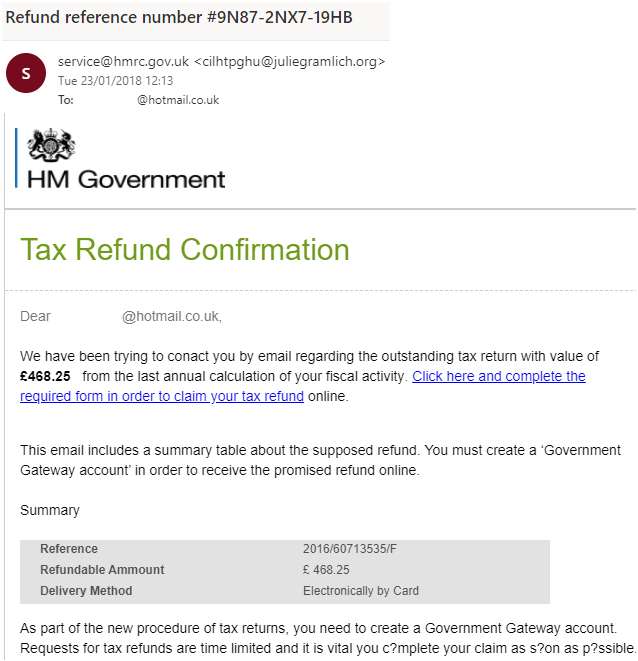 Refund reference number #9N87-2NX7-19HB
S
service@hmrc.gov.uk <cilhtpghu@juliegramlich.org>
Tue 23/01/2018 12:13
To: @hotmail.co.uk
HM Government
Tax Refund Confirmation
Dear @hotmail.co.uk,
We have been trying to conact you by email regarding the outstanding tax return with value of
£468.25 from the last annual calculation of your fiscal activity. Click here and complete the
required form in order to claim your tax refund online.
This email includes a summary table about the supposed refund. You must create a ‘Government
Gateway account’ in order to receive the promised refund online.
Summary
Reference 2016/60713535/F
Refundable Ammount £ 468.25
Delivery Method Electronically by Card
As part of the new procedure of tax returns, you need to create a Government Gateway account.
Requests for tax refunds are time limited and it is vital you c?mplete your claim as s?on as p?ssible.